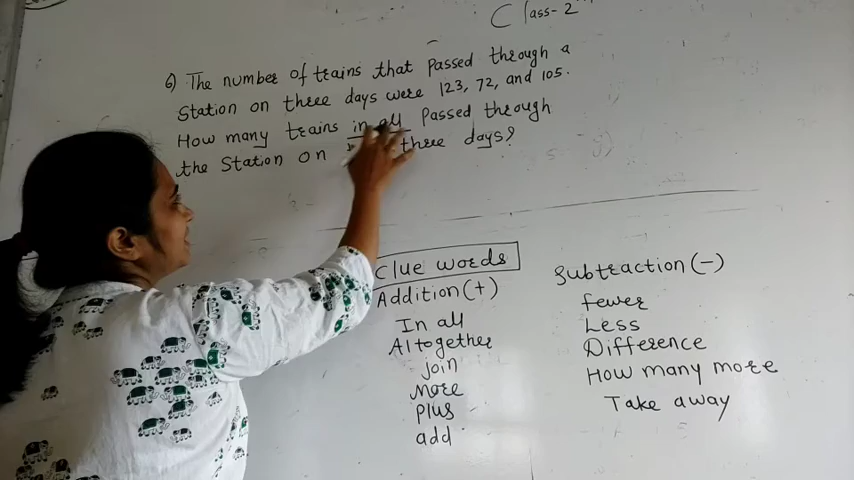 Class-2
6) The number of trains that passed through a
Station on three days were 123, 72, and 105.
How many trains in all Passed through
the Station on three days?
Clue words
Addition(+)
In all
Altogether
join
More
Plus
add
Subtraction(-)
fewer
Less
Difference
How many more
Take away